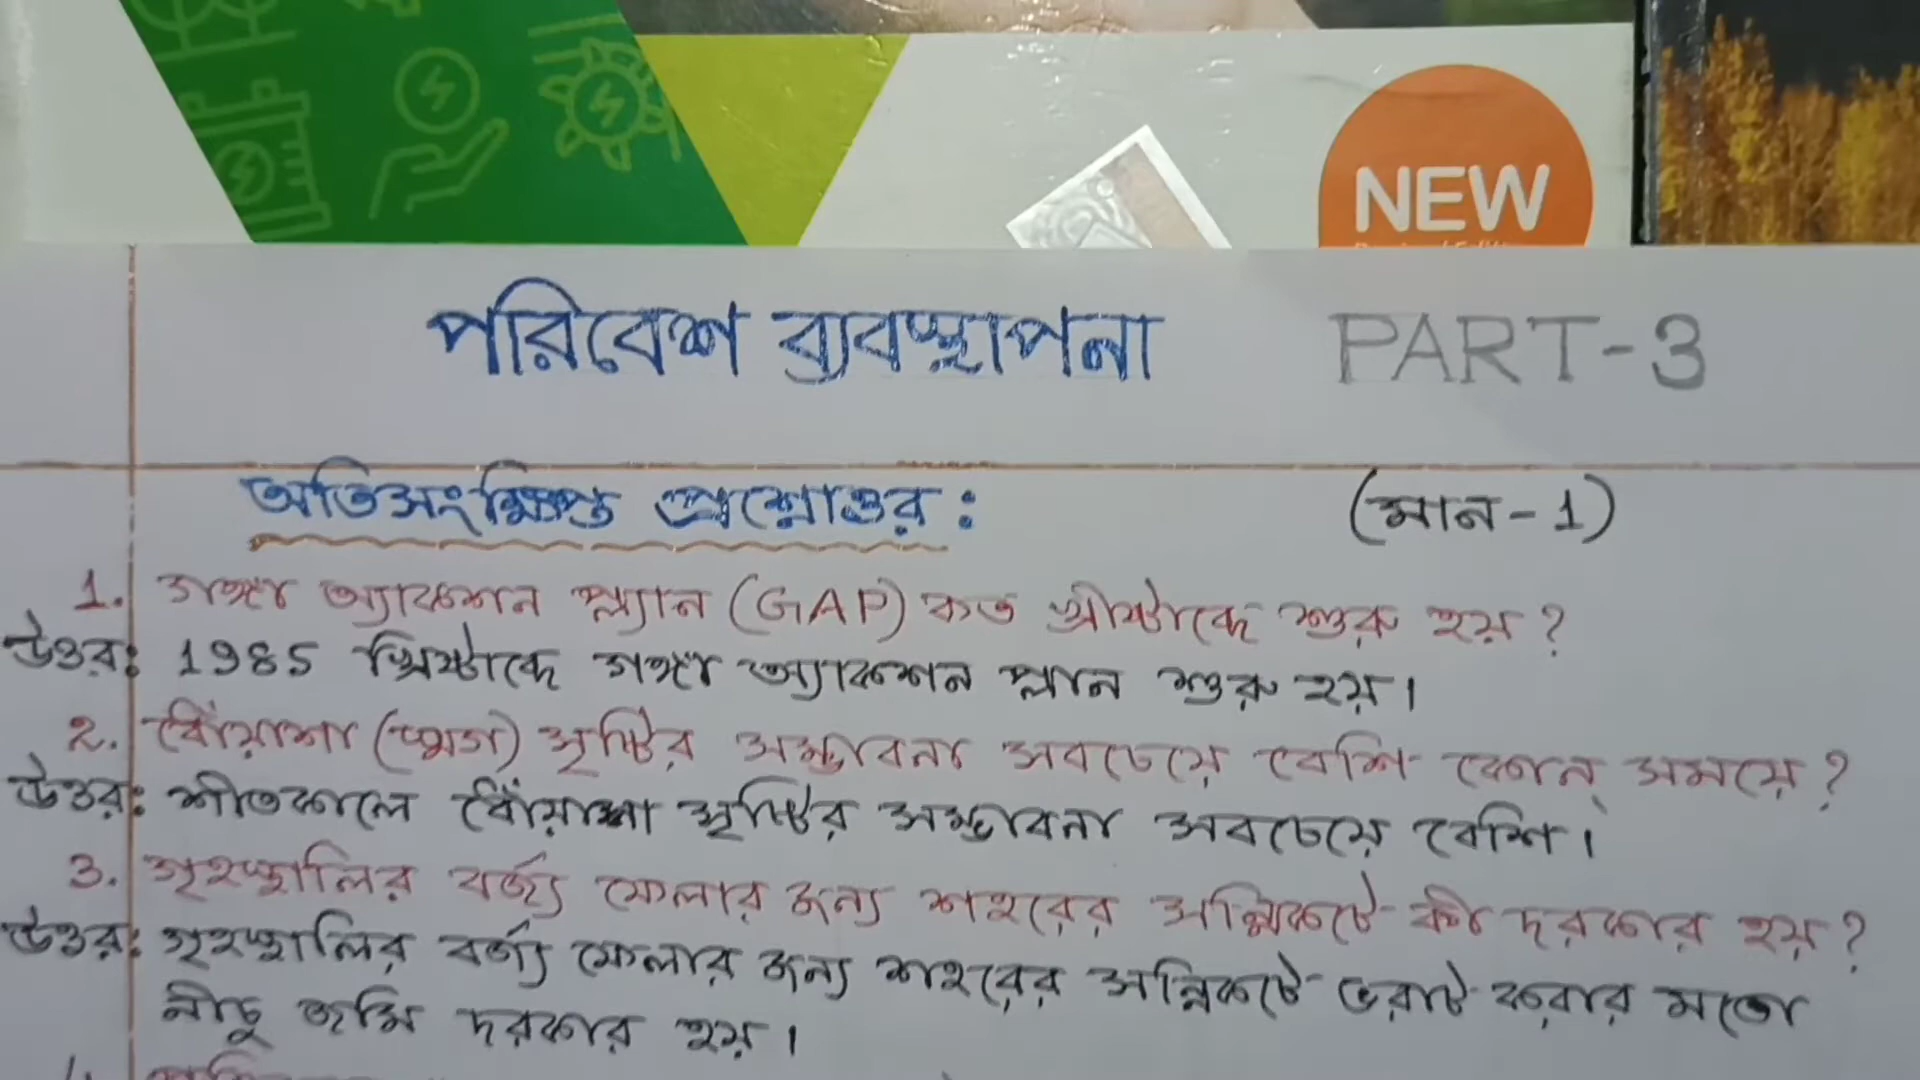 NEW
পরিবেশ ব্যবস্থাপনা PART-3
অতিসংক্ষিপ্ত প্রশ্নোত্তর : (মান-1)
1. গঙ্গা অ্যাকশন প্ল্যান (GAP) কত খ্রীষ্টাব্দে শুরু হয় ?
উত্তর: 1985 খ্রিষ্টাব্দে গঙ্গা অ্যাকশন প্লান শুরু হয়।
2. ধোঁয়াশা (স্মগ) সৃষ্টির সম্ভাবনা সবচেয়ে বেশি কোন্ সময়ে ?
উত্তর: শীতকালে ধোঁয়াশা সৃষ্টির সম্ভাবনা সবচেয়ে বেশি।
3. গৃহস্থালির বর্জ্য ফেলার জন্য শহরের সন্নিকটে কী দরকার হয় ?
উত্তর: গৃহস্থালির বর্জ্য ফেলার জন্য শহরের সন্নিকটে ভরাট করার মতো
নীচু জমি দরকার হয়।